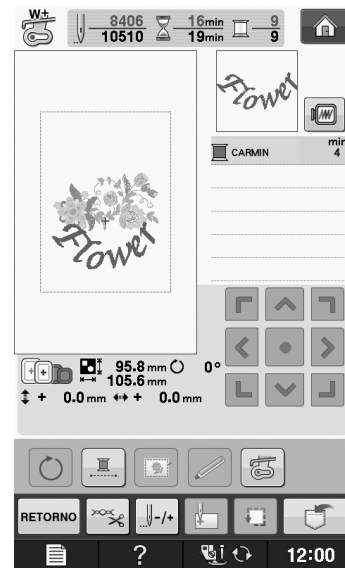 W+
8406 16min 9
10510 19min 9
Flower
min
CARMIN 4
Flower
95.8 mm 0°
105.6 mm
+ 0.0 mm + 0.0 mm
RETORNO -/+
? i 12:00